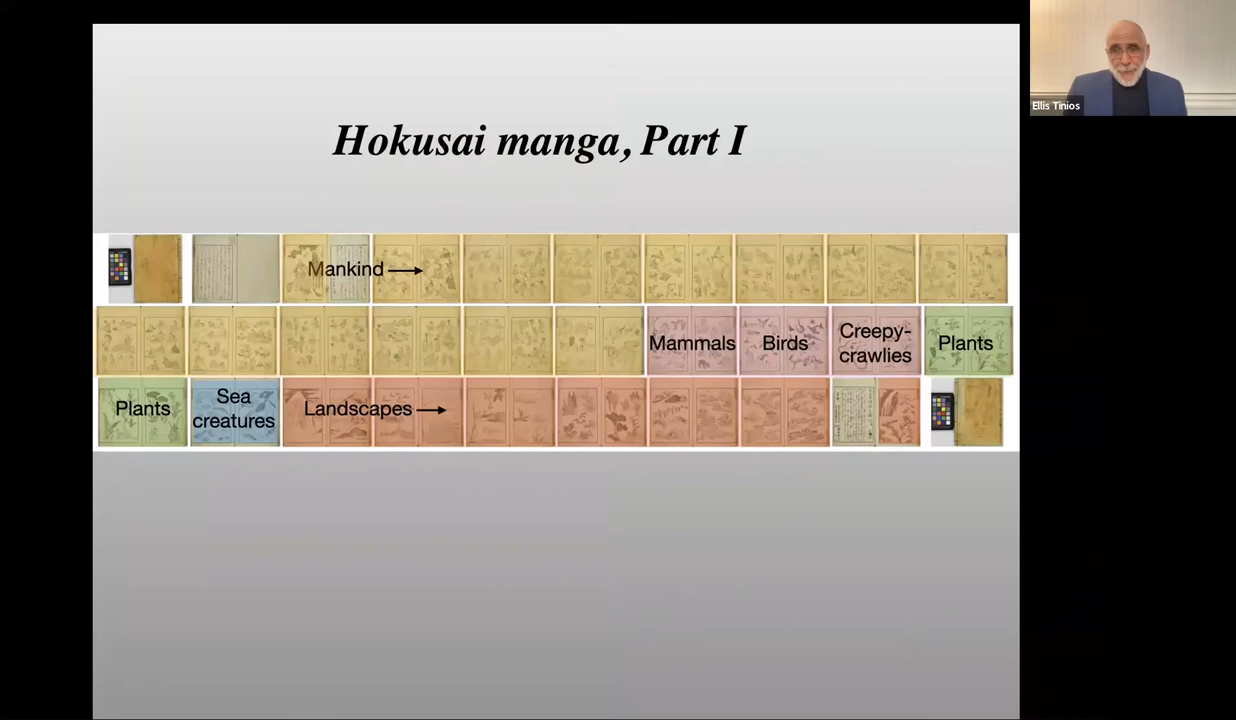 Hokusai manga, Part I
Ellis Tinios
Mankind
Mammals
Birds
Creepy-
crawlies
Plants
Plants
Sea
creatures
Landscapes